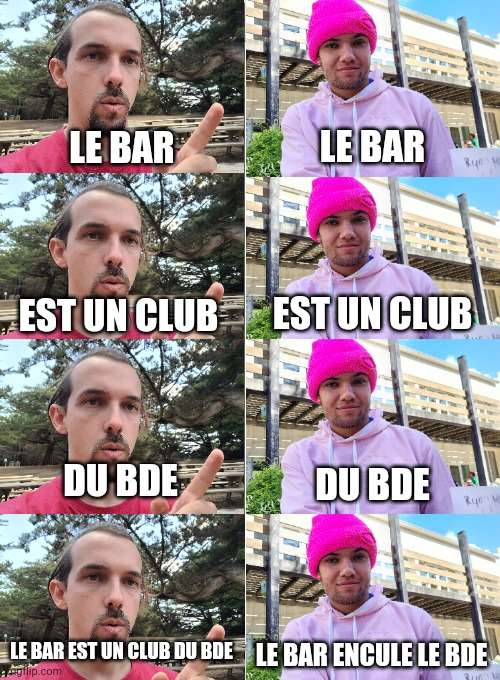 LE BAR
LE BAR
EST UN CLUB
EST UN CLUB
DU BDE
DU BDE
LE BAR EST UN CLUB DU BDE
LE BAR ENCULE LE BDE
imgflip.com